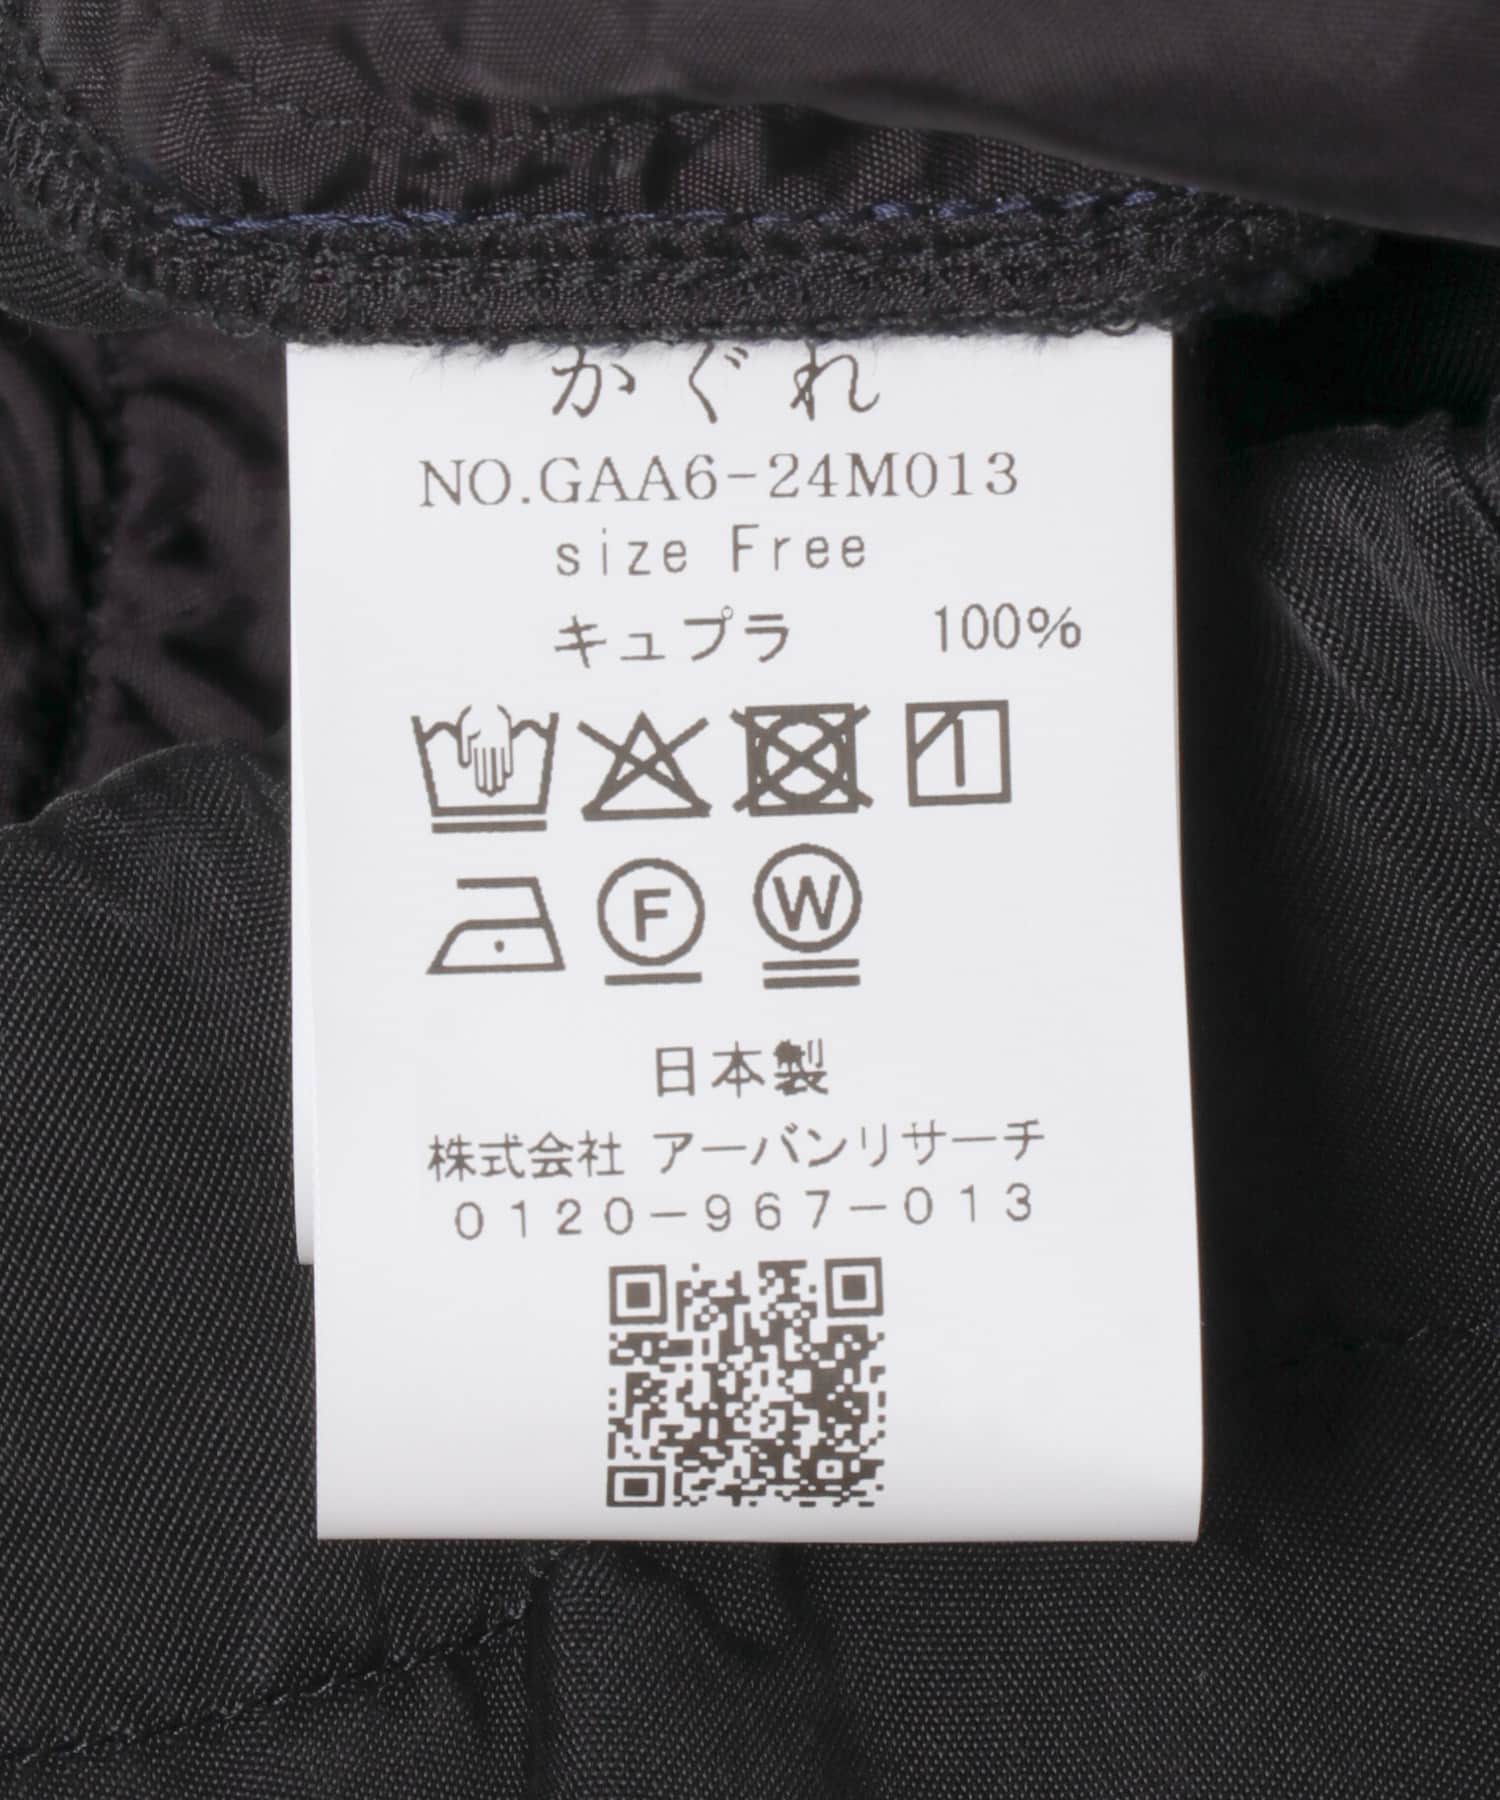 かぐれ
NO.GAA6-24M013
size Free
キュプラ 100%
F W
日本製
株式会社 アーバンリサーチ
0120-967-013